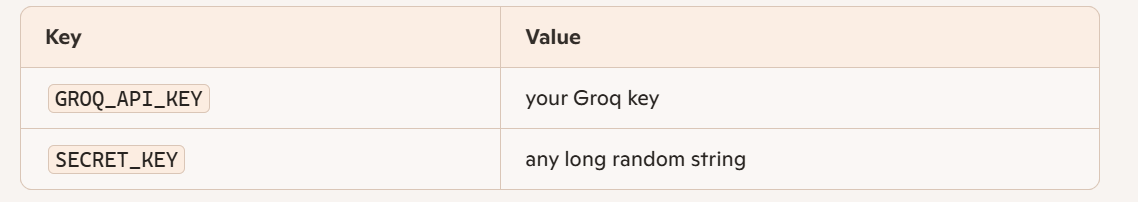 Key Value
GROQ_API_KEY your Groq key
SECRET_KEY any long random string